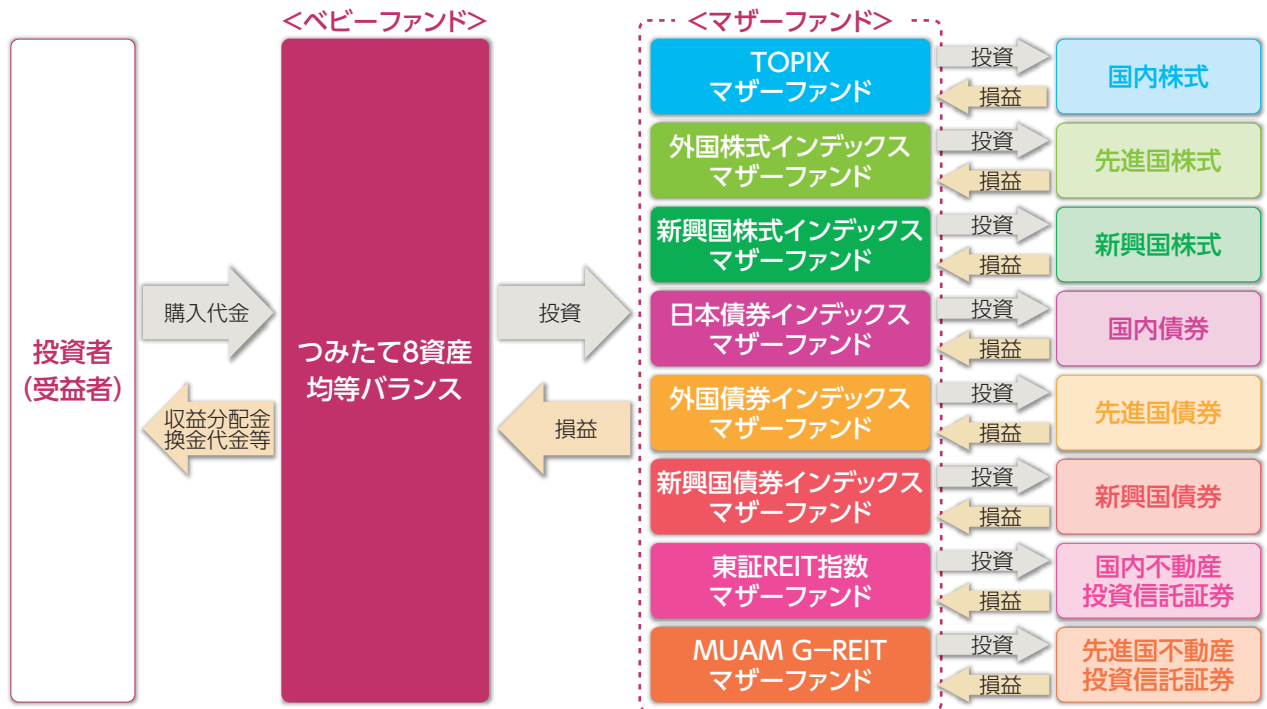 <ベビーファンド>
<マザーファンド>
投資者
(受益者)
購入代金
収益分配金
換金代金等
つみたて8資産
均等バランス
投資
損益
TOPIX
マザーファンド
投資
損益
国内株式
外国株式インデックス
マザーファンド
投資
損益
先進国株式
新興国株式インデックス
マザーファンド
投資
損益
新興国株式
日本債券インデックス
マザーファンド
投資
損益
国内債券
外国債券インデックス
マザーファンド
投資
損益
先進国債券
新興国債券インデックス
マザーファンド
投資
損益
新興国債券
東証REIT指数
マザーファンド
投資
損益
国内不動産
投資信託証券
MUAM G−REIT
マザーファンド
投資
損益
先進国不動産
投資信託証券